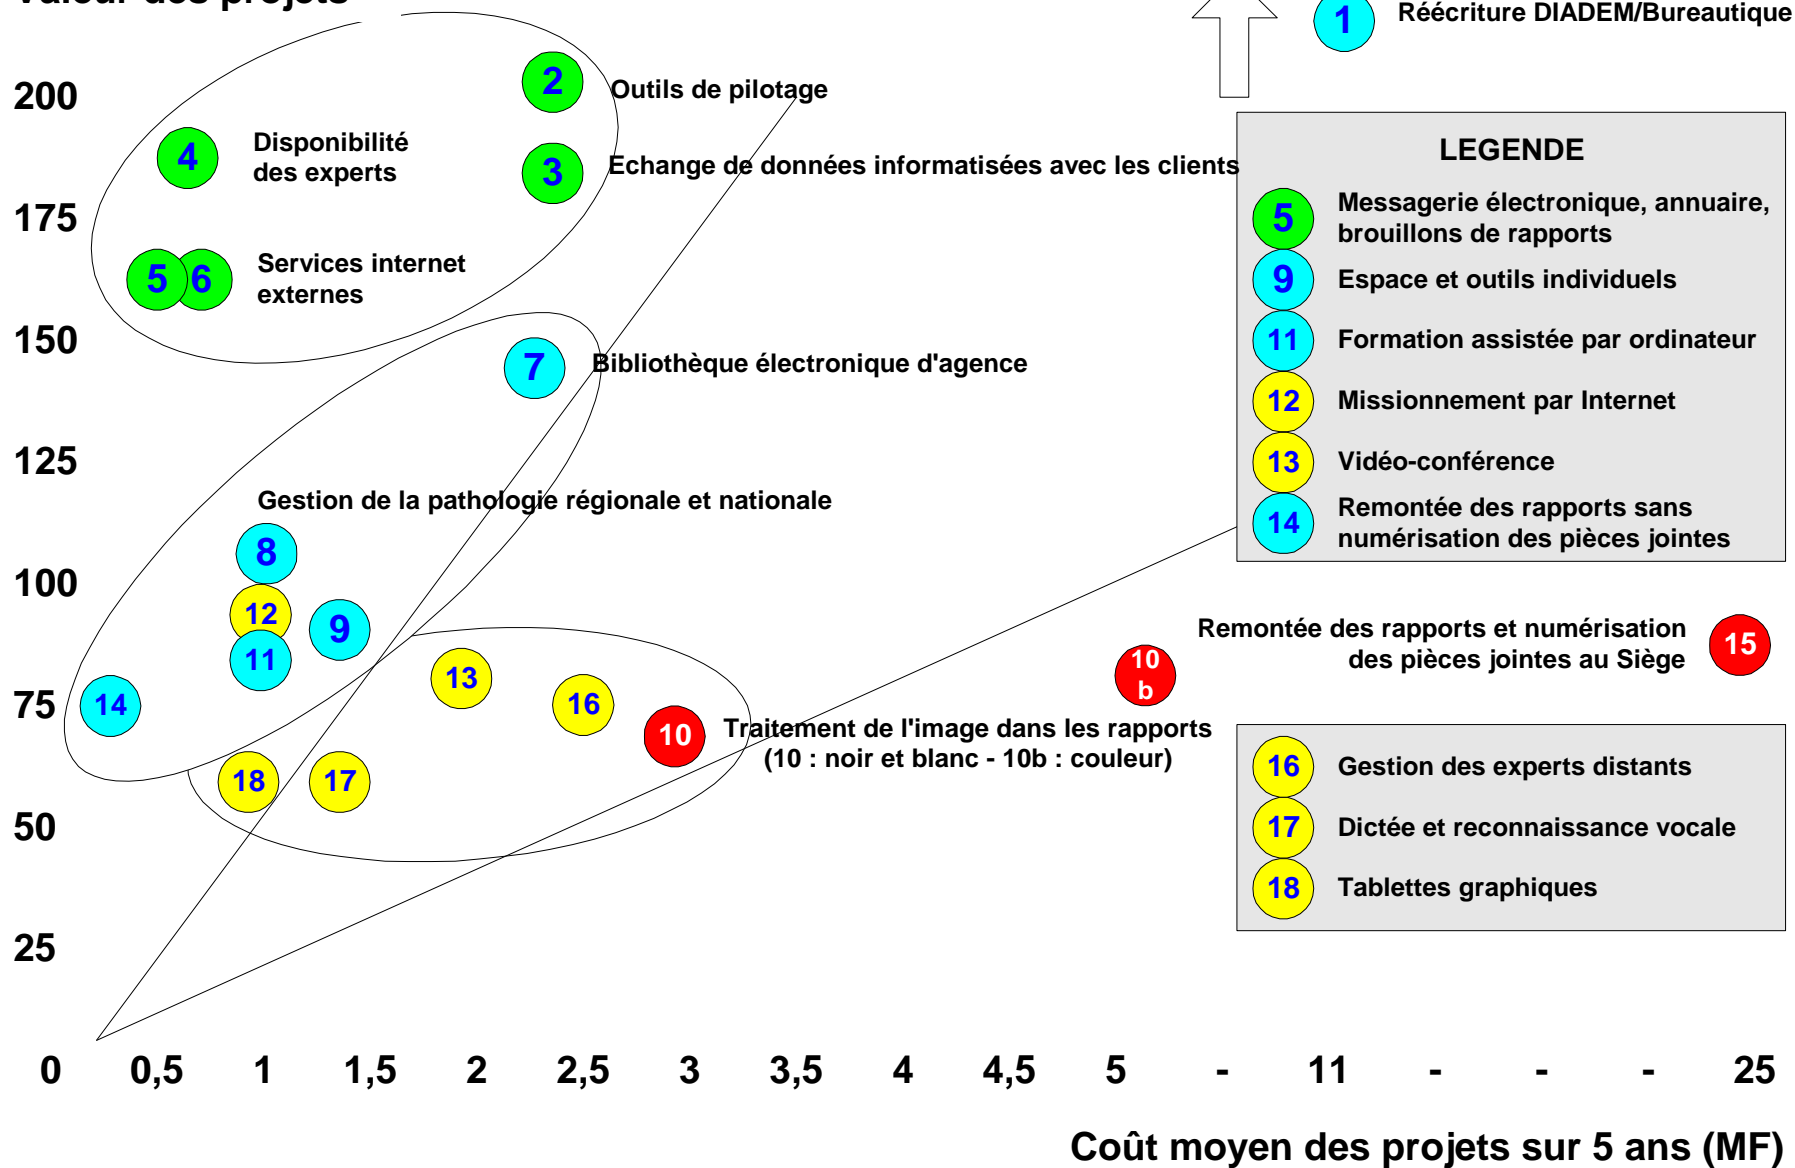 Valeur des projets
1
Réécriture DIADEM/Bureautique
200
2
Outils de pilotage
4
Disponibilité
des experts
3
Echange de données informatisées avec les clients
175
5
6
Services internet
externes
150
7
Bibliothèque électronique d'agence
125
Gestion de la pathologie régionale et nationale
8
100
12
9
11
13
14
75
16
10
Traitement de l'image dans les rapports
(10 : noir et blanc - 10b : couleur)
10
b
Remontée des rapports et numérisation
des pièces jointes au Siège
15
18
17
50
25
LEGENDE
5
Messagerie électronique, annuaire,
brouillons de rapports
9
Espace et outils individuels
11
Formation assistée par ordinateur
12
Missionnement par Internet
13
Vidéo-conférence
14
Remontée des rapports sans
numérisation des pièces jointes
16
Gestion des experts distants
17
Dictée et reconnaissance vocale
18
Tablettes graphiques
0 0,5 1 1,5 2 2,5 3 3,5 4 4,5 5 - 11 - - - 25
Coût moyen des projets sur 5 ans (MF)